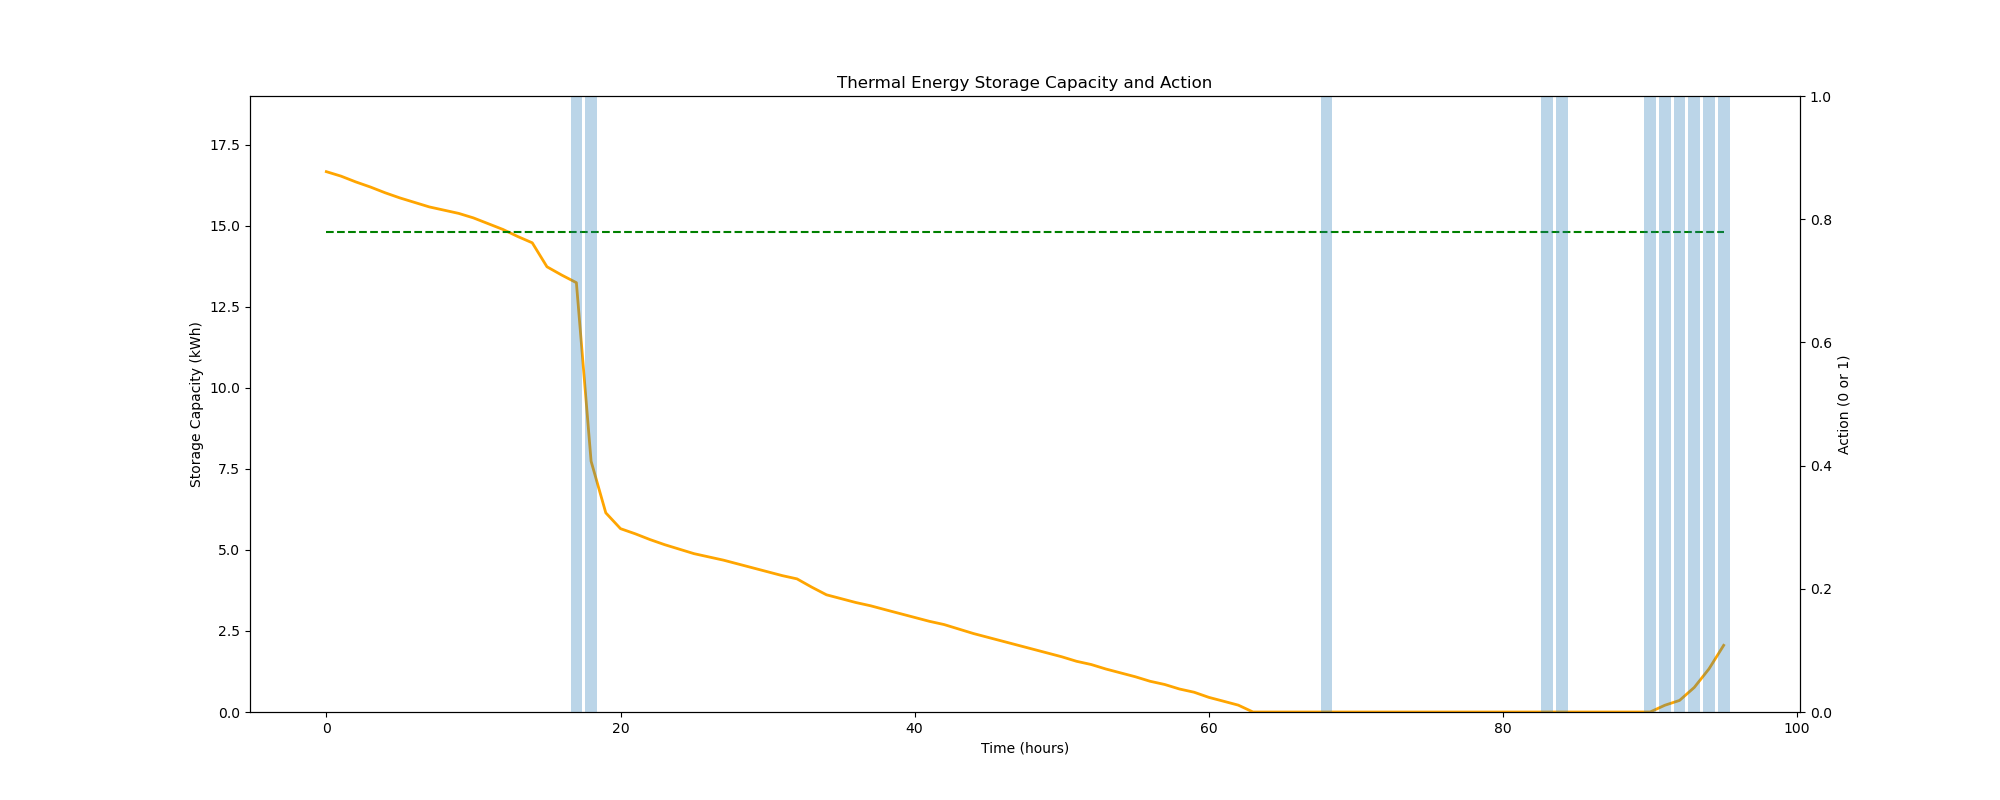 Thermal Energy Storage Capacity and Action
17.5
15.0
12.5
10.0
7.5
5.0
2.5
0.0
Storage Capacity (kWh)
1.0
0.8
0.6
0.4
0.2
0.0
Action (0 or 1)
0 20 40 60 80 100
Time (hours)